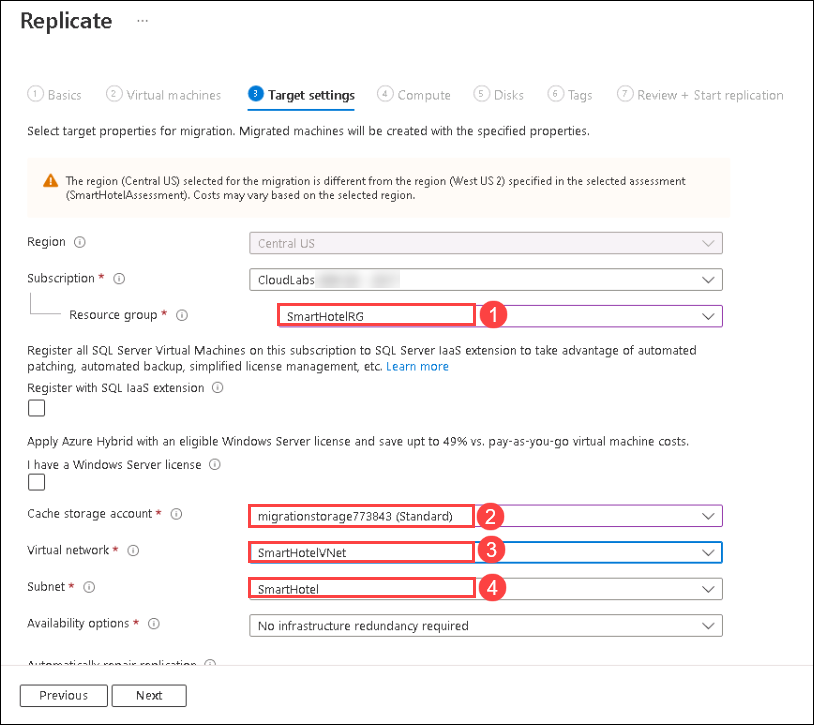 Replicate ...
1 Basics 2 Virtual machines 3 Target settings 4 Compute 5 Disks 6 Tags 7 Review + Start replication
Select target properties for migration. Migrated machines will be created with the specified properties.
The region (Central US) selected for the migration is different from the region (West US 2) specified in the selected assessment
(SmartHotelAssessment). Costs may vary based on the selected region.
Region Central US
Subscription * CloudLabs
Resource group * SmartHotelRG 1
Register all SQL Server Virtual Machines on this subscription to SQL Server IaaS extension to take advantage of automated
patching, automated backup, simplified license management, etc. Learn more
Register with SQL IaaS extension
Apply Azure Hybrid with an eligible Windows Server license and save upt to 49% vs. pay-as-you-go virtual machine costs.
I have a Windows Server license
Cache storage account * migrationstorage773843 (Standard) 2
Virtual network * SmartHotelVNet 3
Subnet * SmartHotel 4
Availability options * No infrastructure redundancy required
Automatically repair replication
Previous Next